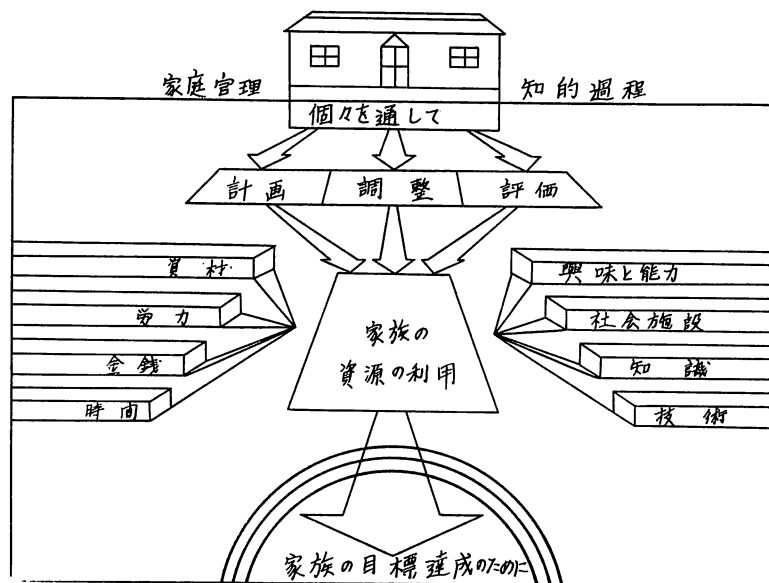 家庭管理
知的過程
個々を通して
計画
調整
評価
資材
労力
金銭
時間
興味と能力
社会施設
知識
技術
家族の
資源の利用
家族の目標達成のために